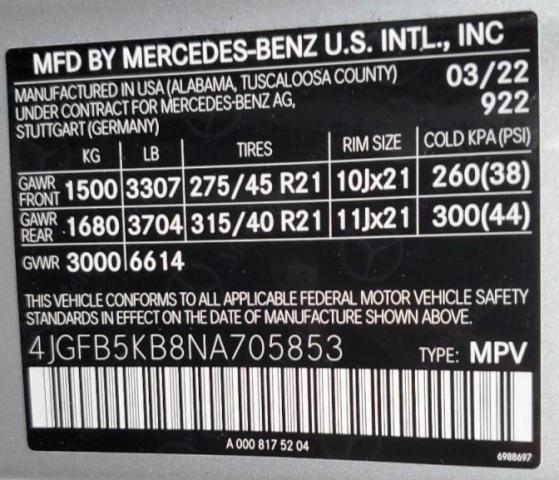 MFD BY MERCEDES-BENZ U.S. INTL., INC
MANUFACTURED IN USA (ALABAMA, TUSCALOOSA COUNTY) 03/22
UNDER CONTRACT FOR MERCEDES-BENZ AG, 922
STUTTGART (GERMANY)
KG LB TIRES RIM SIZE COLD KPA (PSI)
GAWR FRONT 1500 3307 275/45 R21 10Jx21 260(38)
GAWR REAR 1680 3704 315/40 R21 11Jx21 300(44)
GVWR 3000 6614
THIS VEHICLE CONFORMS TO ALL APPLICABLE FEDERAL MOTOR VEHICLE SAFETY
STANDARDS IN EFFECT ON THE DATE OF MANUFACTURE SHOWN ABOVE.
4JGFB5KB8NA705853 TYPE: MPV
A 000 817 52 04
6988697